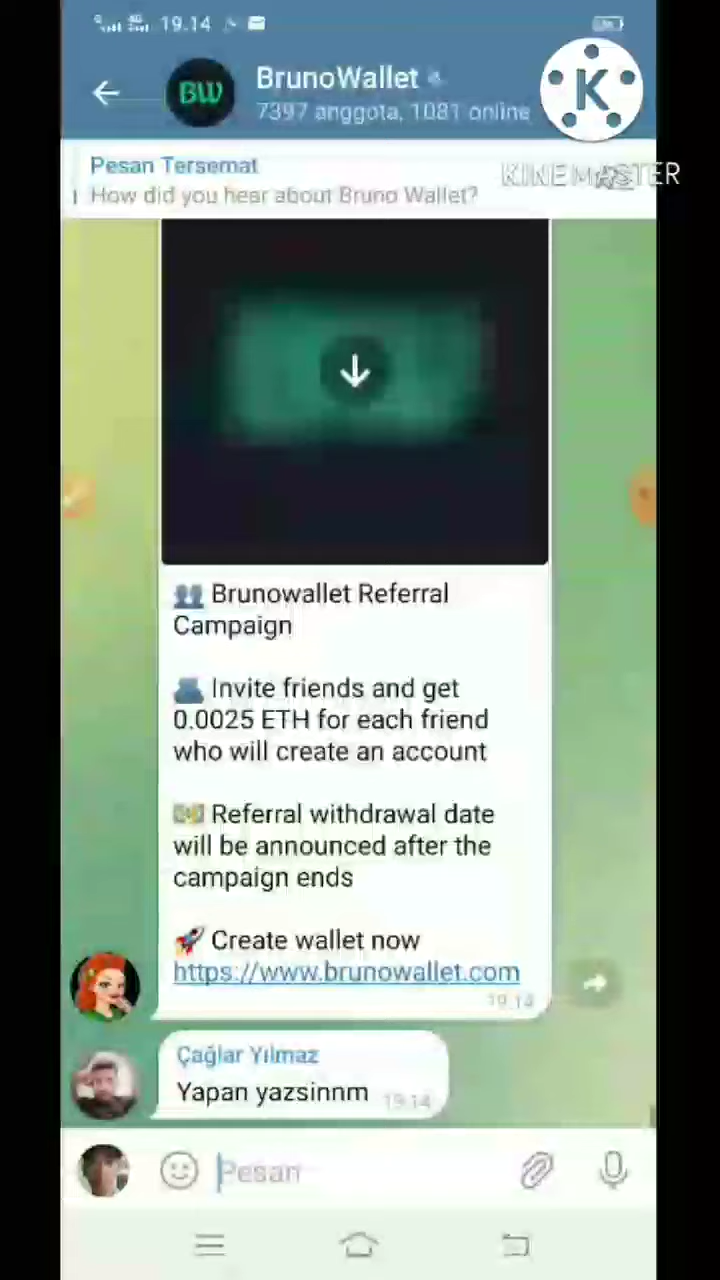 19.14
BW
BrunoWallet
7397 anggota, 1081 online
K
KINEMASTER
Pesan Tersemat
How did you hear about Bruno Wallet?
👥 Brunowallet Referral
Campaign
👤 Invite friends and get
0.0025 ETH for each friend
who will create an account
💵 Referral withdrawal date
will be announced after the
campaign ends
🚀 Create wallet now
https://www.brunowallet.com
19.14
Çağlar Yılmaz
Yapan yazsinnm 19.14
Pesan